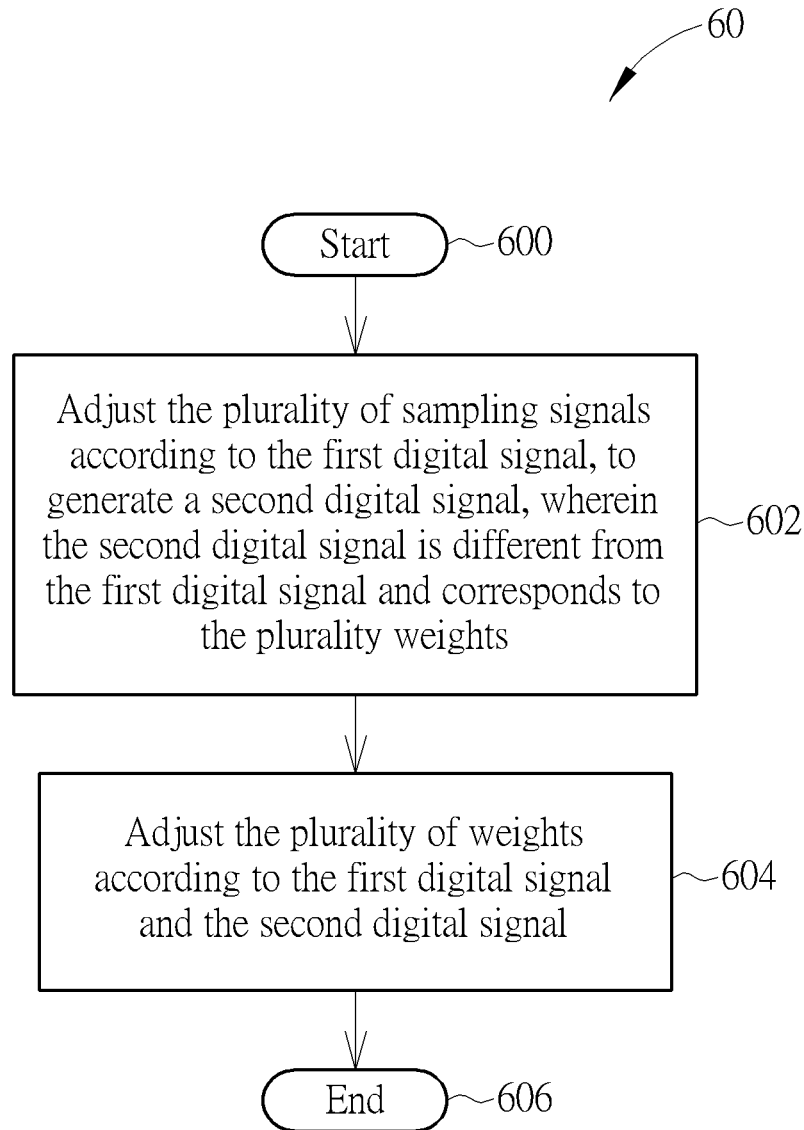 60
Start
600
Adjust the plurality of sampling signals
according to the first digital signal, to
generate a second digital signal, wherein
the second digital signal is different from
the first digital signal and corresponds to
the plurality weights
602
Adjust the plurality of weights
according to the first digital signal
and the second digital signal
604
End
606